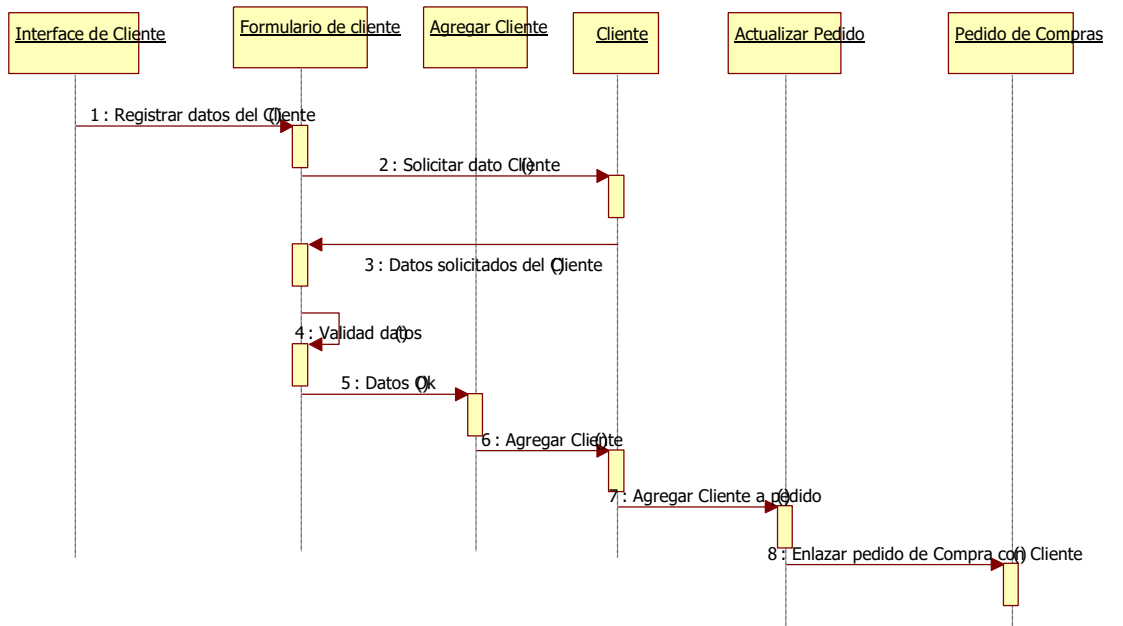 Interface de Cliente
Formulario de cliente
Agregar Cliente
Cliente
Actualizar Pedido
Pedido de Compras
1 : Registrar datos del Cliente()
2 : Solicitar dato Cliente()
3 : Datos solicitados del Cliente()
4 : Validad datos()
5 : Datos Ok()
6 : Agregar Cliente()
7 : Agregar Cliente a pedido()
8 : Enlazar pedido de Compra con Cliente()